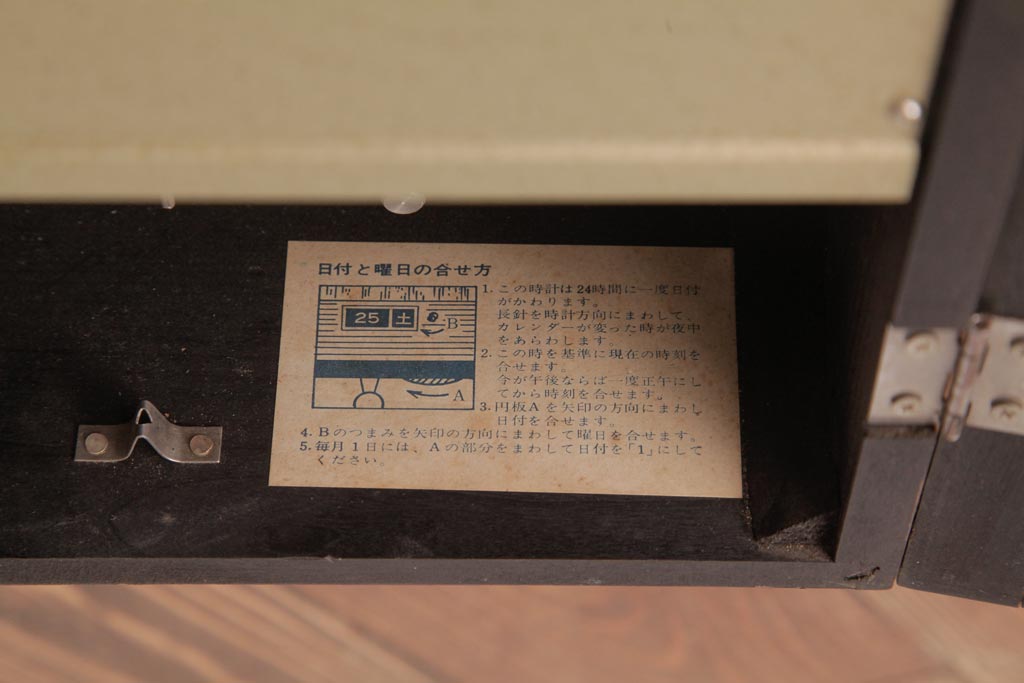 日付と曜日の合せ方
25 土
B
A
1. この時計は24時間に一度日付
がかわります。
長針を時計方向にまわして、
カレンダーが変った時が夜中
をあらわします。
2. この時を基準に現在の時刻を
合せます。
今が午後ならば一度正午にし
てから時刻を合せます。
3. 円板Aを矢印の方向にまわし
日付を合せます。
4. Bのつまみを矢印の方向にまわして曜日を合せます。
5. 毎月1日には、Aの部分をまわして日付を「1」にして
ください。